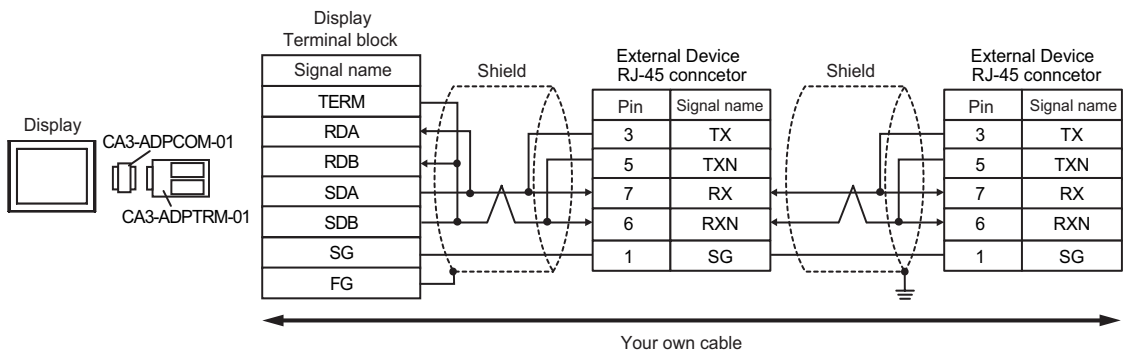 Display
CA3-ADPCOM-01
CA3-ADPTRM-01
Display
Terminal block
Signal name
TERM
RDA
RDB
SDA
SDB
SG
FG
Shield
External Device
RJ-45 conncetor
Pin Signal name
3 TX
5 TXN
7 RX
6 RXN
1 SG
Shield
External Device
RJ-45 conncetor
Pin Signal name
3 TX
5 TXN
7 RX
6 RXN
1 SG
Your own cable